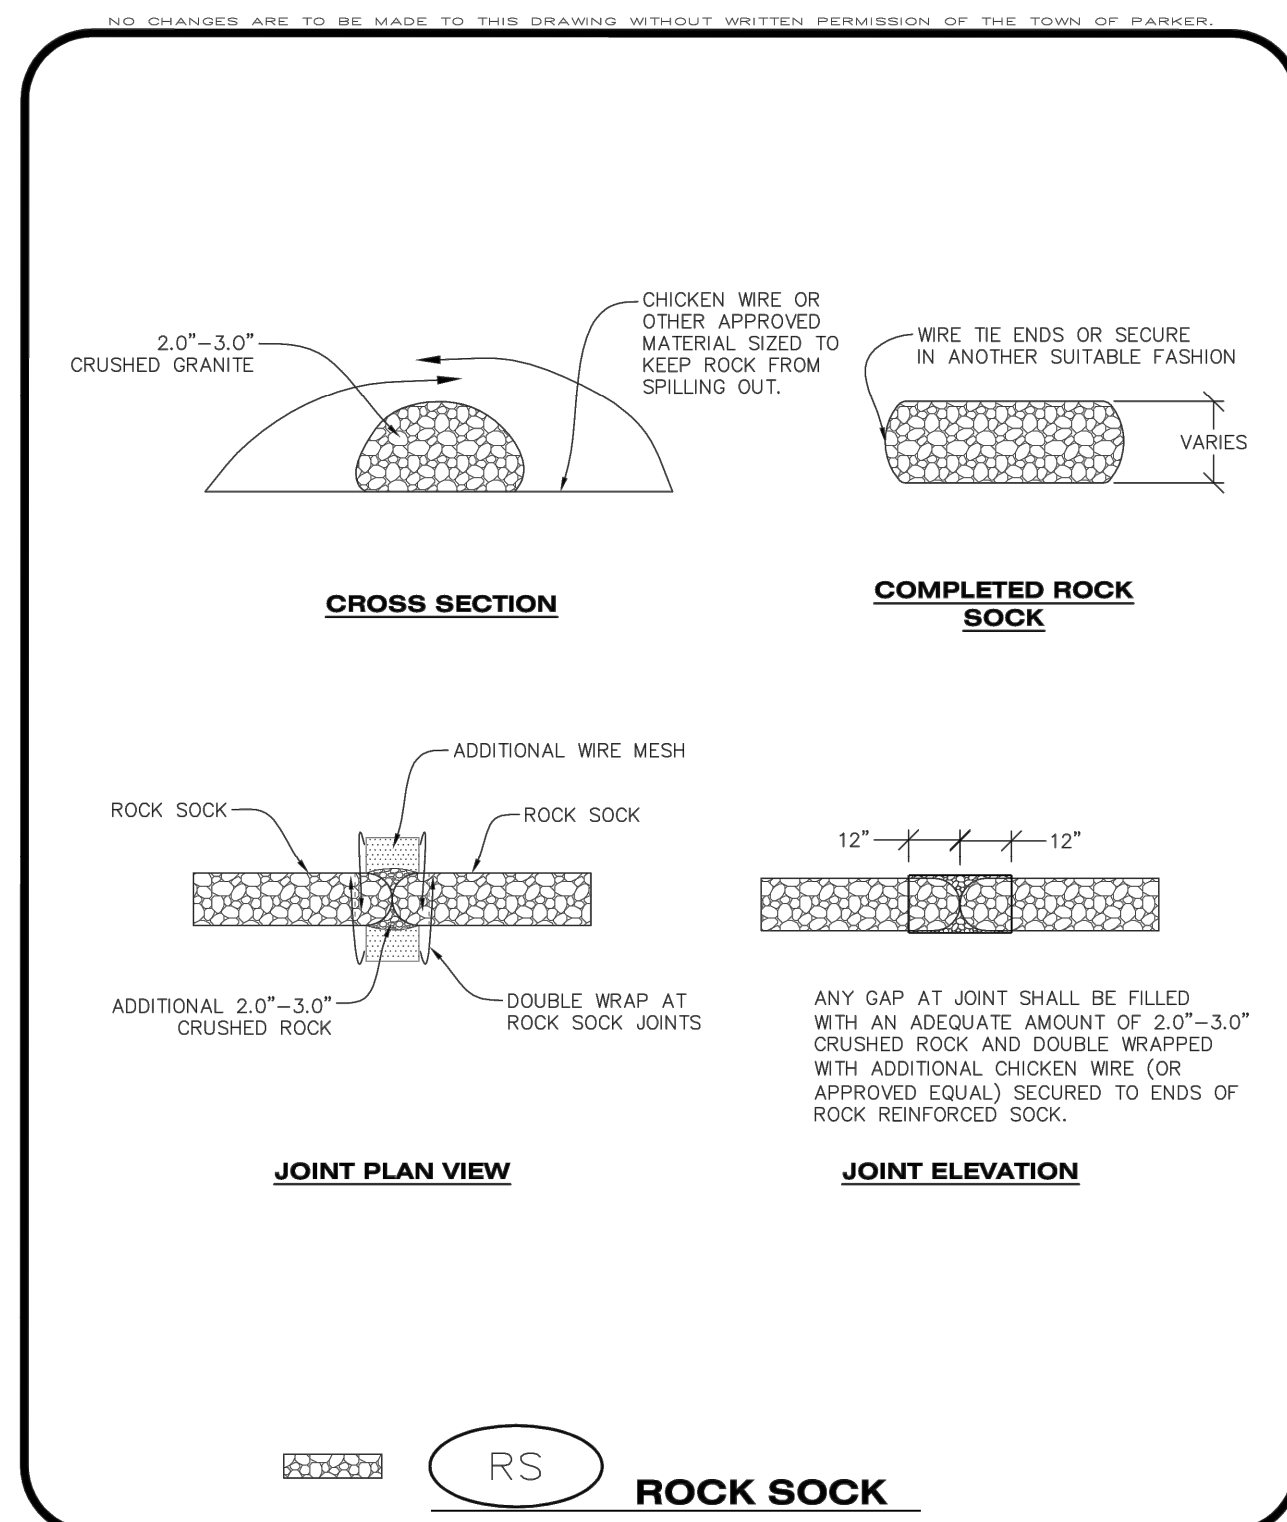 NO CHANGES ARE TO BE MADE TO THIS DRAWING WITHOUT WRITTEN PERMISSION OF THE TOWN OF PARKER.
2.0"–3.0"
CRUSHED GRANITE
CHICKEN WIRE OR
OTHER APPROVED
MATERIAL SIZED TO
KEEP ROCK FROM
SPILLING OUT.
WIRE TIE ENDS OR SECURE
IN ANOTHER SUITABLE FASHION
VARIES
CROSS SECTION
COMPLETED ROCK
SOCK
ADDITIONAL WIRE MESH
ROCK SOCK
ROCK SOCK
ADDITIONAL 2.0"–3.0"
CRUSHED ROCK
DOUBLE WRAP AT
ROCK SOCK JOINTS
12"
12"
ANY GAP AT JOINT SHALL BE FILLED
WITH AN ADEQUATE AMOUNT OF 2.0"–3.0"
CRUSHED ROCK AND DOUBLE WRAPPED
WITH ADDITIONAL CHICKEN WIRE (OR
APPROVED EQUAL) SECURED TO ENDS OF
ROCK REINFORCED SOCK.
JOINT PLAN VIEW
JOINT ELEVATION
RS
ROCK SOCK